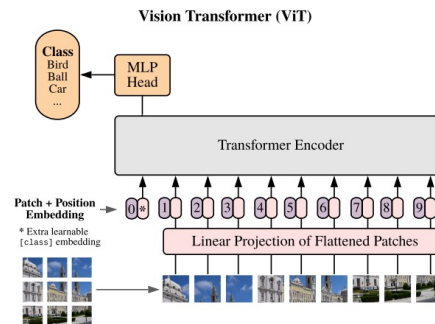 Vision Transformer (ViT)
Class
Bird
Ball
Car
...
MLP
Head
Transformer Encoder
Patch + Position
Embedding
0 * 1 2 3 4 5 6 7 8 9
* Extra learnable
[class] embedding
Linear Projection of Flattened Patches